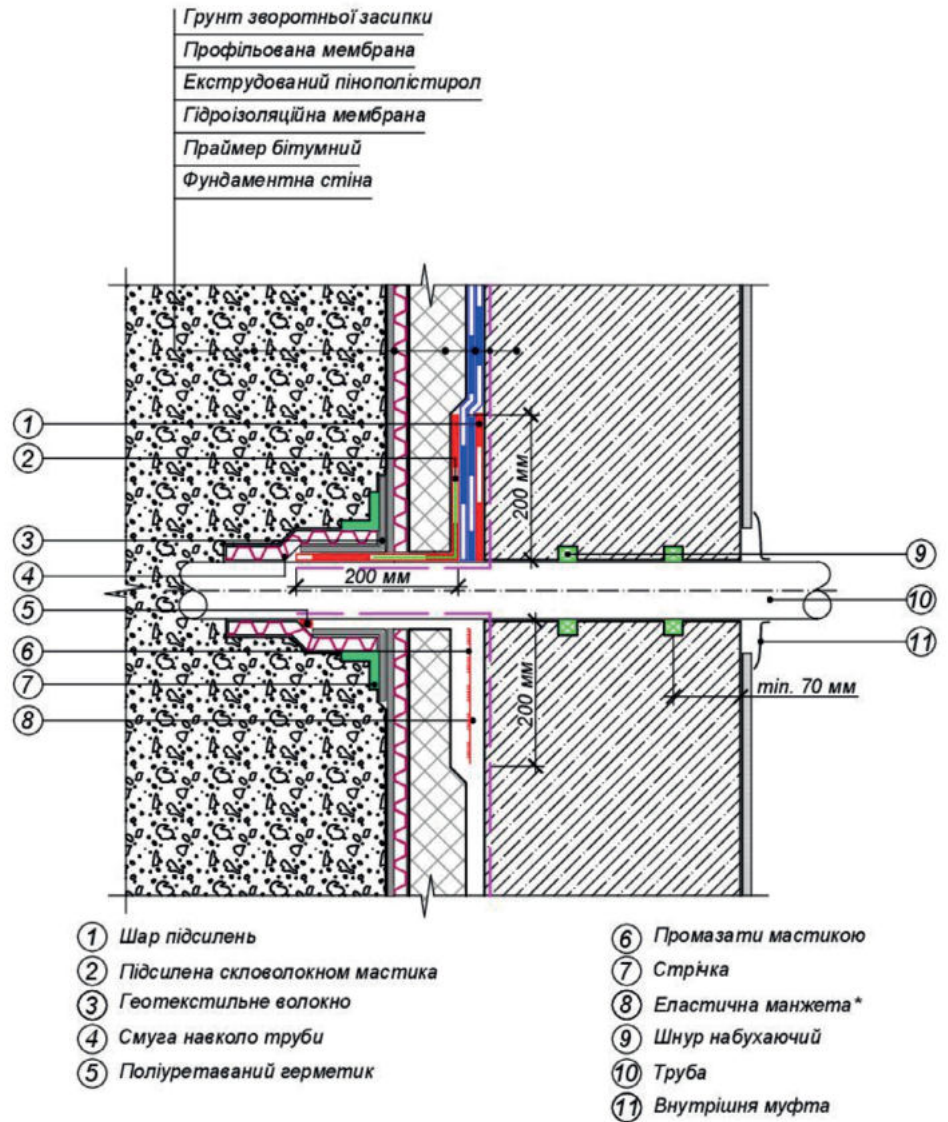 Грунт зворотньої засипки
Профільована мембрана
Екструдований пінополістирол
Гідроізоляційна мембрана
Праймер бітумний
Фундаментна стіна
1
2
200 мм
3
9
4
200 мм
10
5
11
6
7
min. 70 мм
200 мм
8
1 Шар підсилень
2 Підсилена скловолокном мастика
3 Геотекстильне волокно
4 Смуга навколо труби
5 Поліуретаваний герметик
6 Промазати мастикою
7 Стрічка
8 Еластична манжета*
9 Шнур набухаючий
10 Труба
11 Внутрішня муфта